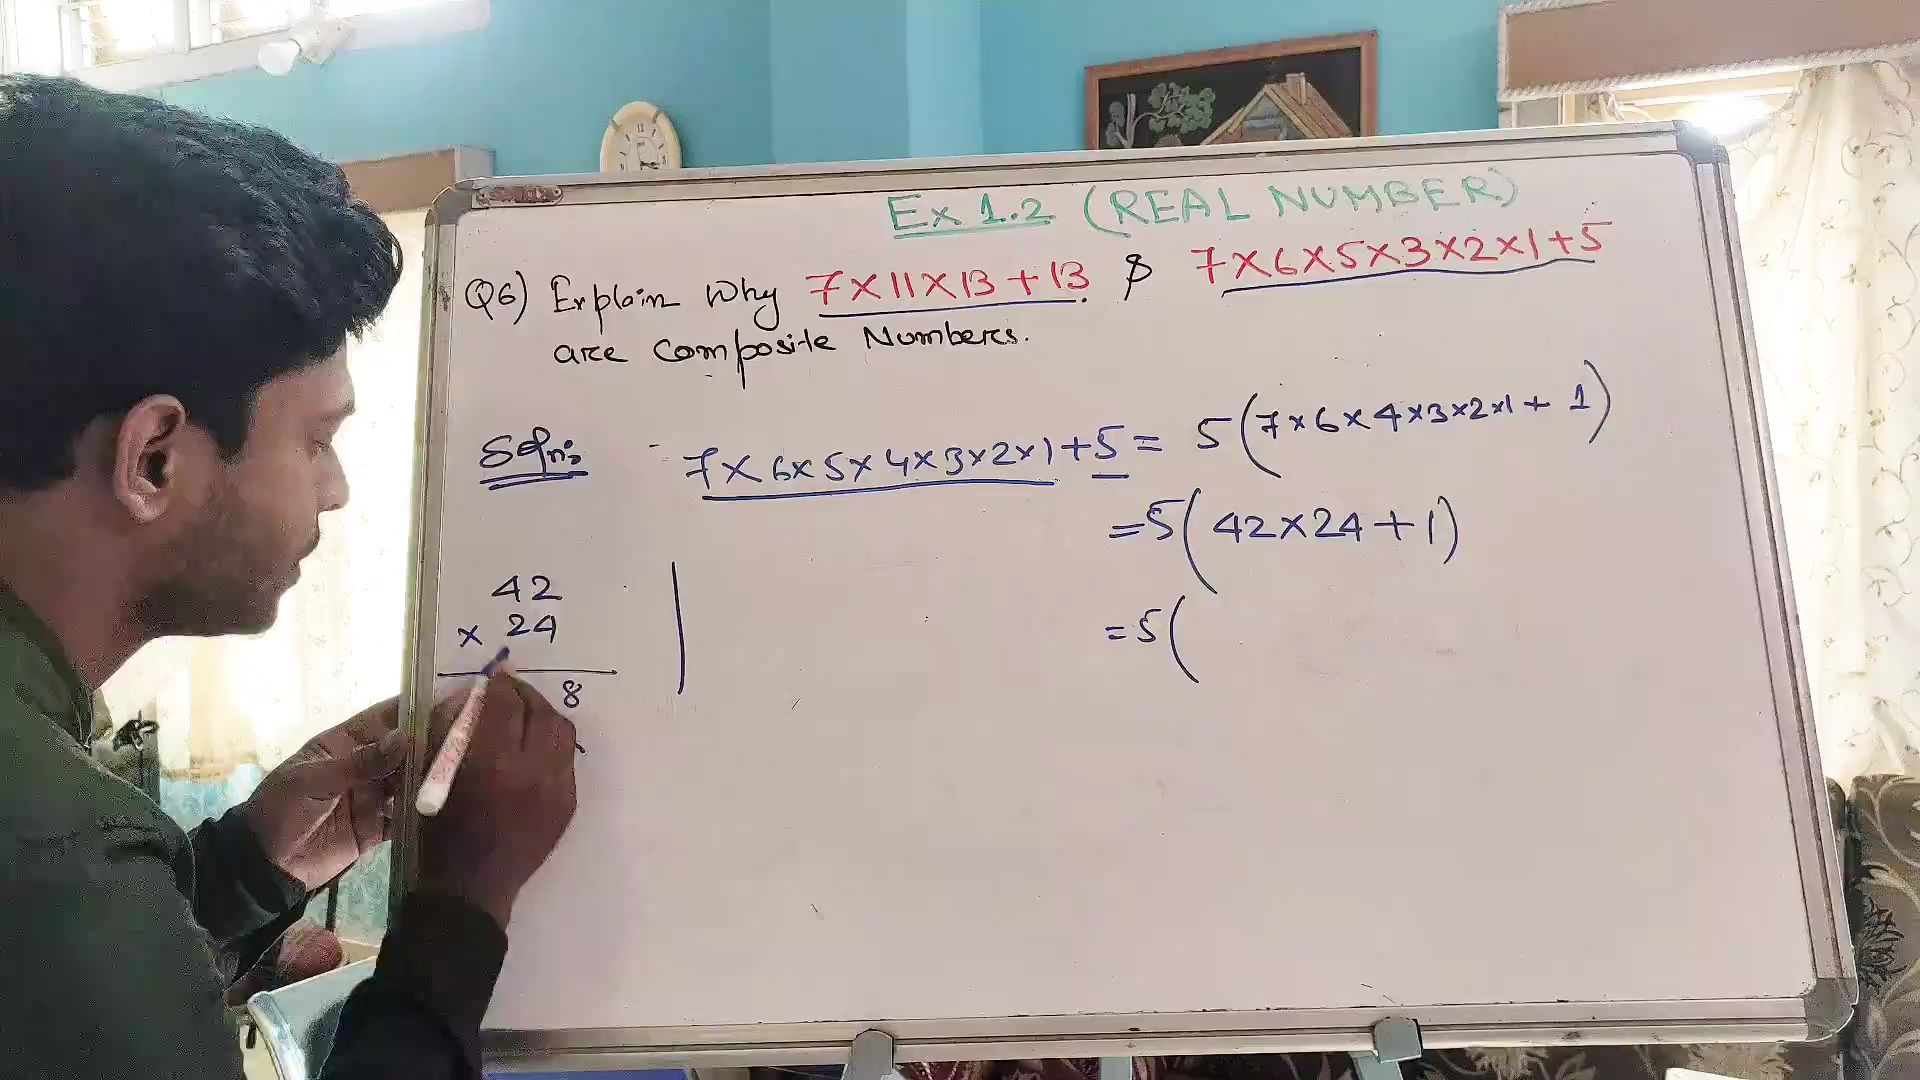 Ex 1.2 (REAL NUMBER)
Q6) Explain Why 7×11×13+13 & 7×6×5×3×2×1+5
are Composite Numbers.
Soln: 7×6×5×4×3×2×1+5 = 5(7×6×4×3×2×1+1)
=5(42×24+1)
=5(
42
× 24
8